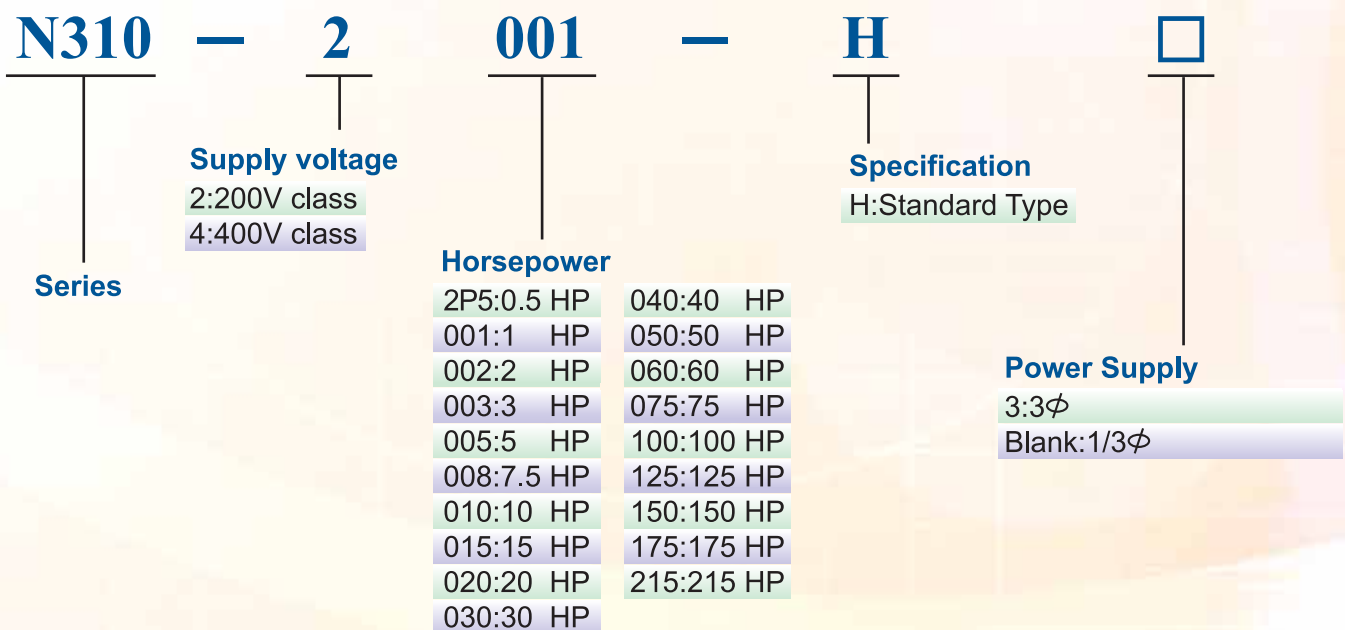 N310 — 2 001 — H □
Supply voltage
2:200V class
4:400V class
Specification
H:Standard Type
Series
Horsepower
2P5:0.5 HP
001:1 HP
002:2 HP
003:3 HP
005:5 HP
008:7.5 HP
010:10 HP
015:15 HP
020:20 HP
030:30 HP
040:40 HP
050:50 HP
060:60 HP
075:75 HP
100:100 HP
125:125 HP
150:150 HP
175:175 HP
215:215 HP
Power Supply
3:3ϕ
Blank:1/3ϕ